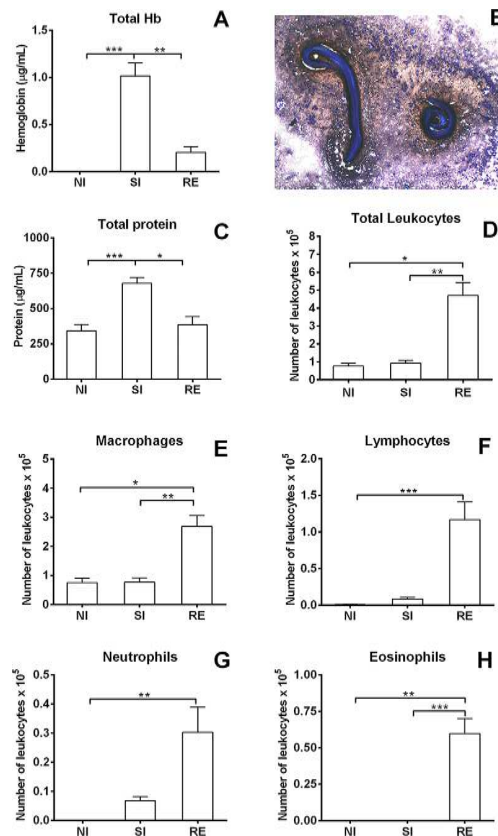 Total Hb
A
Hemoglobin (µg/mL)
1.5
1.0
0.5
0.0
***
**
NI SI RE
B
Total protein
C
Protein (µg/mL)
1000
750
500
250
0
***
*
NI SI RE
Total Leukocytes
D
Number of leukocytes x 10⁵
8
7
6
5
4
3
2
1
0
*
**
NI SI RE
Macrophages
E
Number of leukocytes x 10⁵
5
4
3
2
1
0
*
**
NI SI RE
Lymphocytes
F
Number of leukocytes x 10⁵
2.0
1.5
1.0
0.5
0.0
***
NI SI RE
Neutrophils
G
Number of leukocytes x 10⁵
0.5
0.4
0.3
0.2
0.1
0.0
**
NI SI RE
Eosinophils
H
Number of leukocytes x 10⁵
1.00
0.75
0.50
0.25
0.00
**
***
NI SI RE